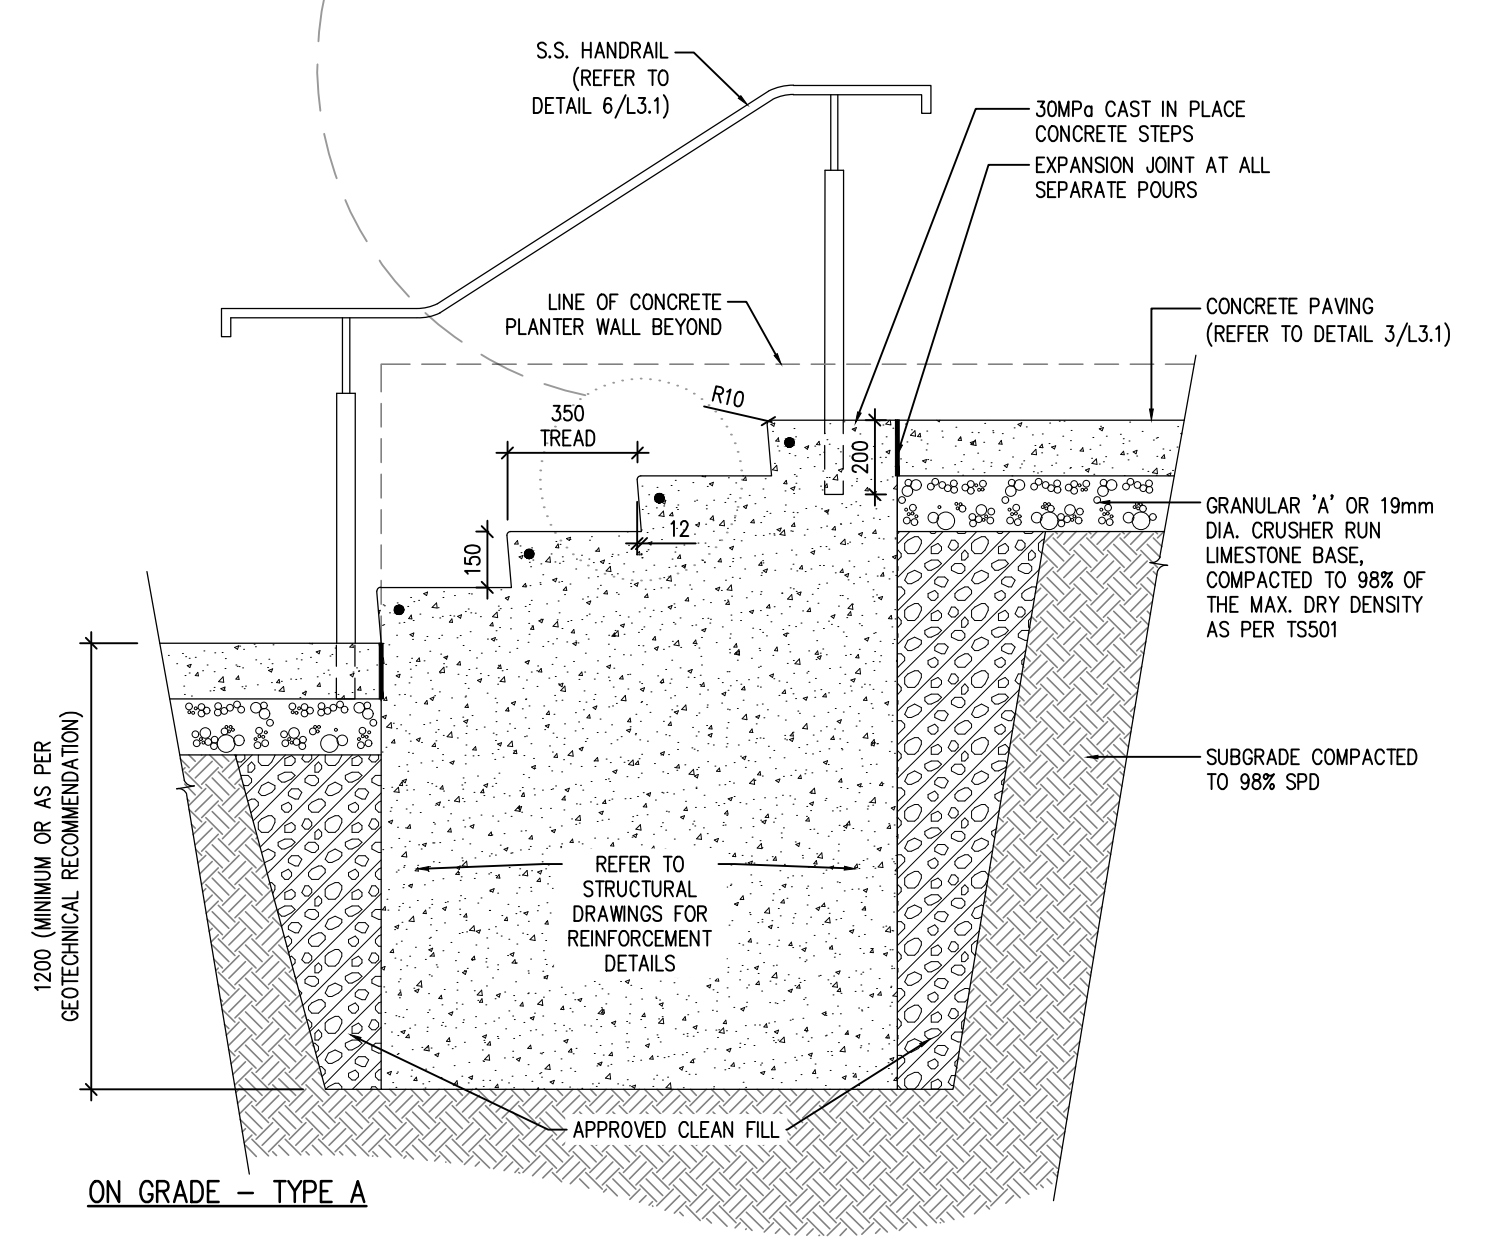 S.S. HANDRAIL
(REFER TO
DETAIL 6/L3.1)
30MPa CAST IN PLACE
CONCRETE STEPS
EXPANSION JOINT AT ALL
SEPARATE POURS
LINE OF CONCRETE
PLANTER WALL BEYOND
CONCRETE PAVING
(REFER TO DETAIL 3/L3.1)
R10
350
TREAD
200
12
150
GRANULAR 'A' OR 19mm
DIA. CRUSHER RUN
LIMESTONE BASE,
COMPACTED TO 98% OF
THE MAX. DRY DENSITY
AS PER TS501
SUBGRADE COMPACTED
TO 98% SPD
1200 (MINIMUM OR AS PER
GEOTECHNICAL RECOMMENDATION)
REFER TO
STRUCTURAL
DRAWINGS FOR
REINFORCEMENT
DETAILS
APPROVED CLEAN FILL
ON GRADE - TYPE A